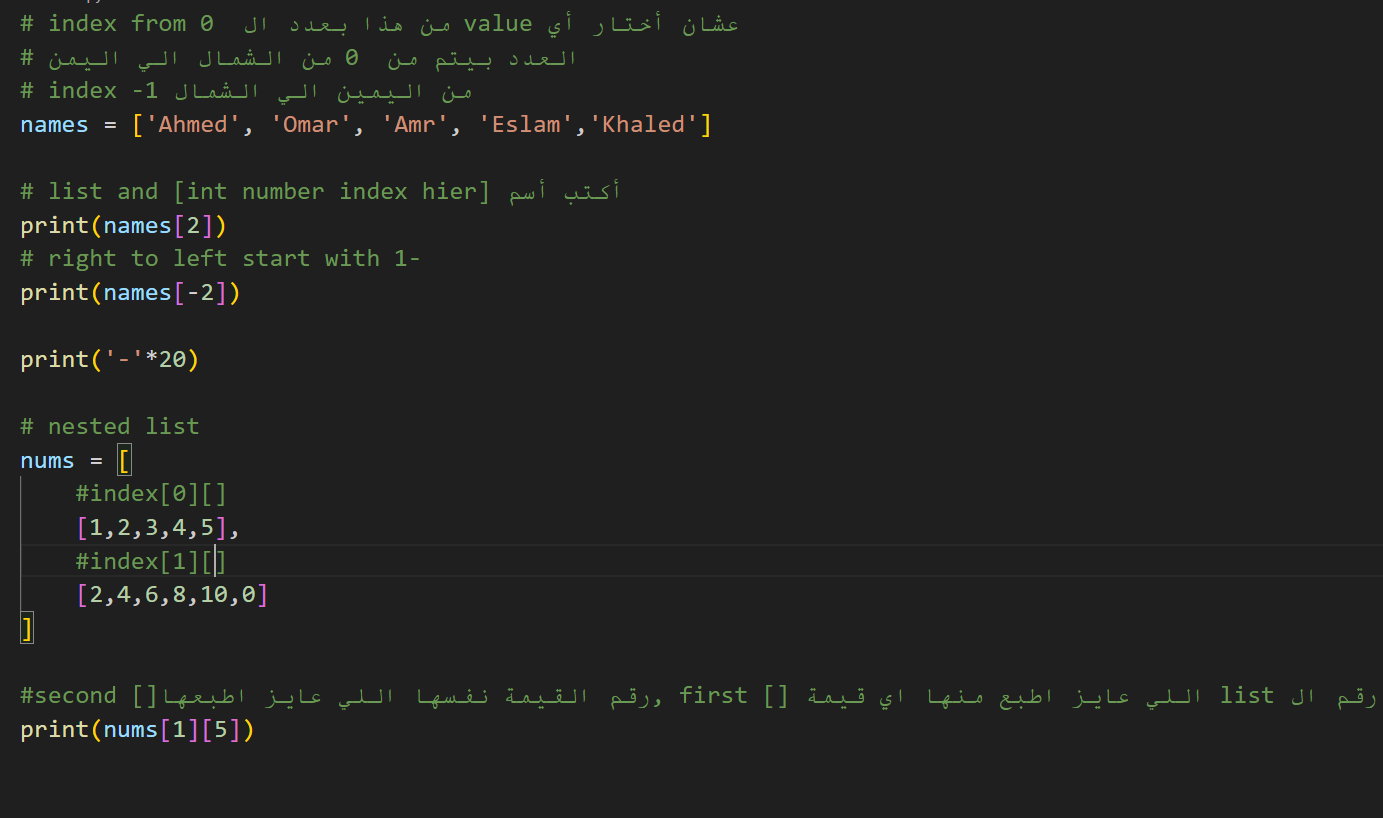 # index from 0  من هذا بعدد ال value عشان أختار أي
# العدد بيتم من  0 من الشمال الي اليمن
# index -1 من اليمين الي الشمال
names = ['Ahmed', 'Omar', 'Amr', 'Eslam','Khaled']
# list and [int number index hier] أكتب أسم
print(names[2])
# right to left start with 1-
print(names[-2])
print('-'*20)
# nested list
nums = [
    #index[0][]
    [1,2,3,4,5],
    #index[1][]
    [2,4,6,8,10,0]
]
#second []رقم القيمة نفسها اللي عايز اطبعها, first [] رقم ال list اللي عايز اطبع منها اي قيمة
print(nums[1][5])